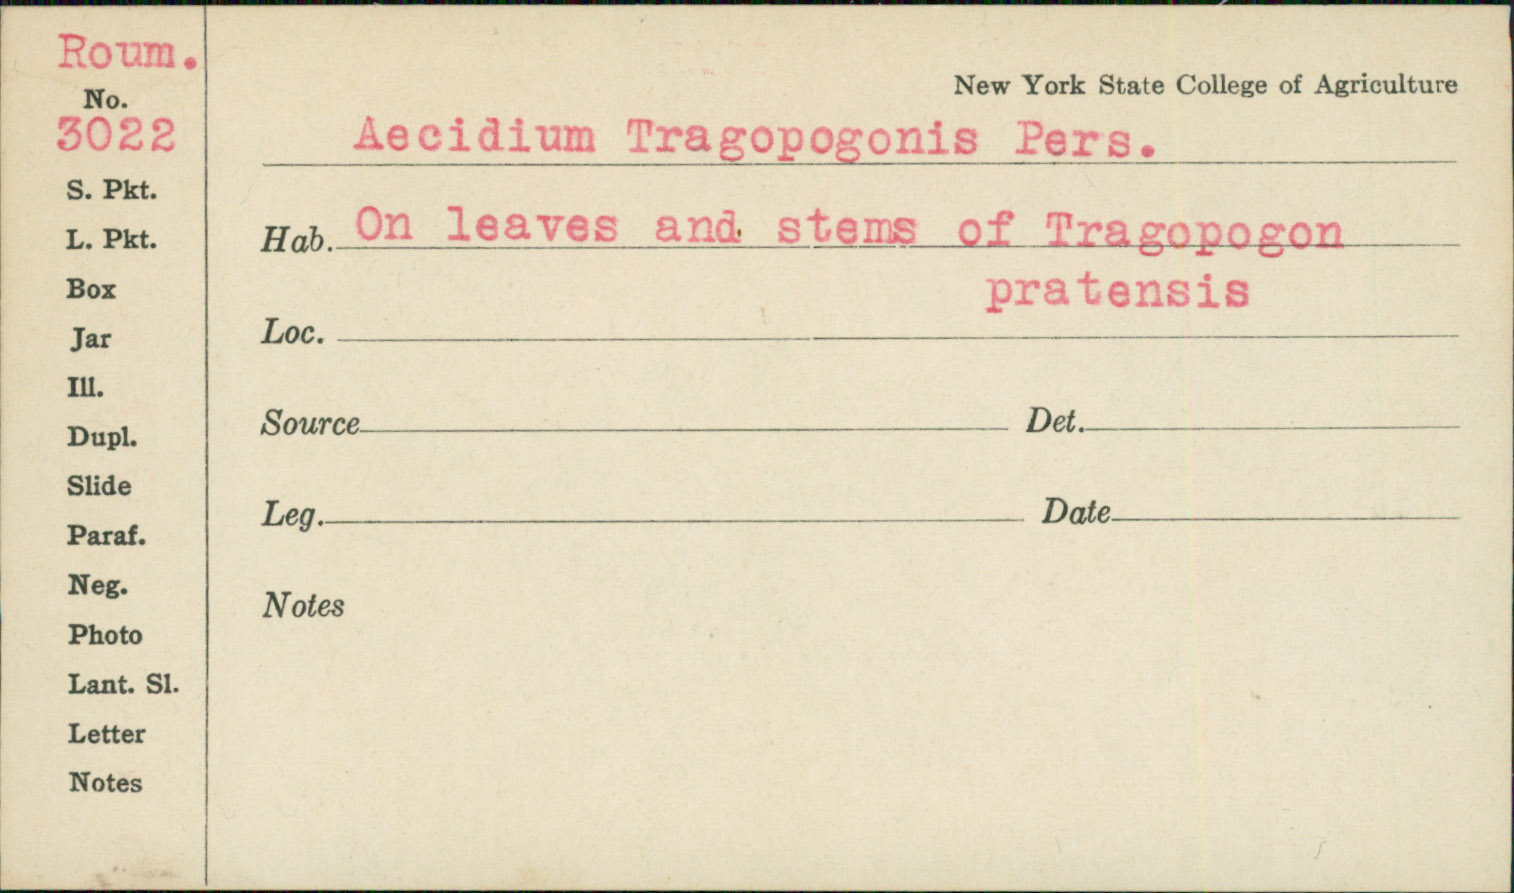 Roum.
No.
3022
S. Pkt.
L. Pkt.
Box
Jar
Ill.
Dupl.
Slide
Paraf.
Neg.
Photo
Lant. Sl.
Letter
Notes
New York State College of Agriculture
Aecidium Tragopogonis Pers.
Hab. On leaves and stems of Tragopogon
pratensis
Loc.
Source Det.
Leg. Date
Notes